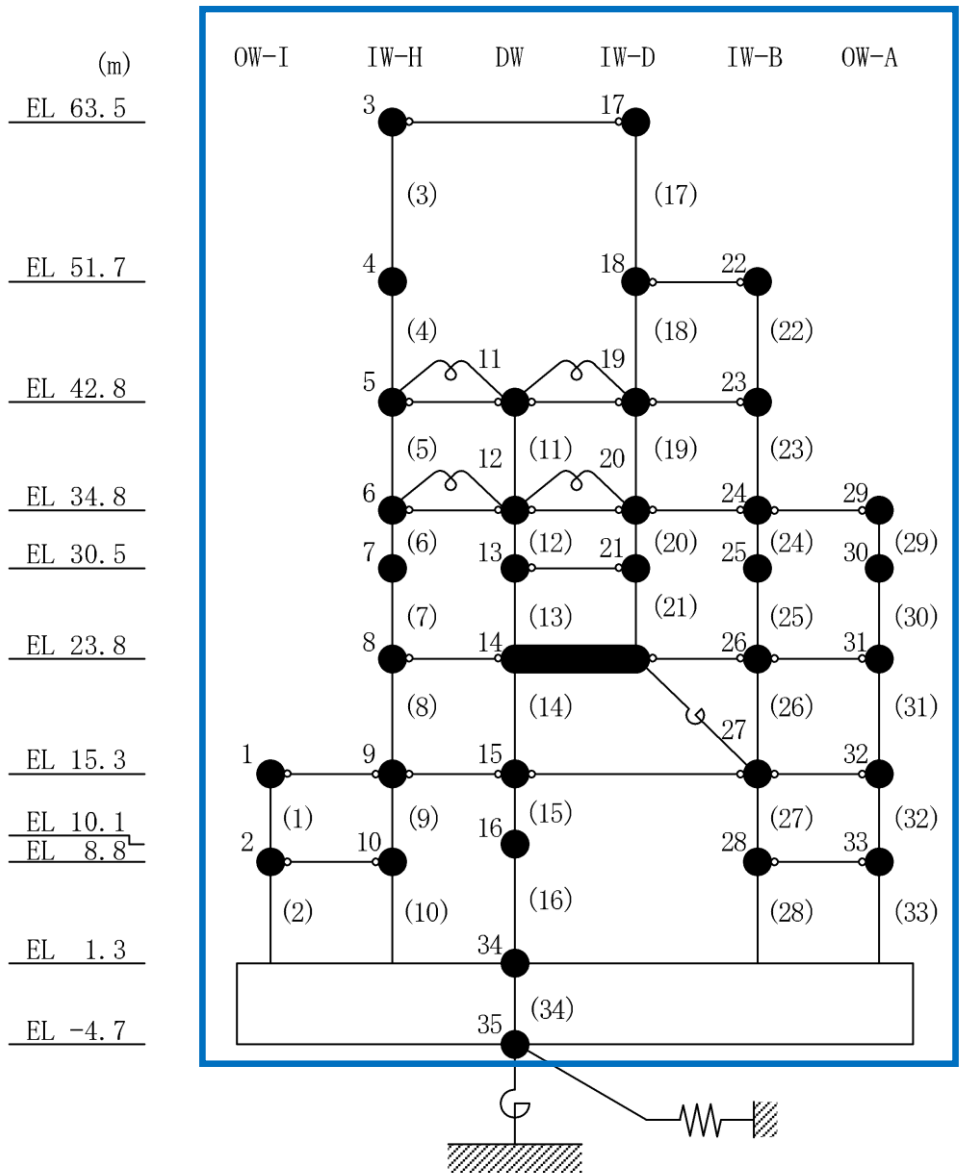 (m) OW-I IW-H DW IW-D IW-B OW-A
EL 63.5 3 17
(3) (17)
EL 51.7 4 18 22
(4) (18) (22)
EL 42.8 5 11 19 23
(5) (11) (19) (23)
EL 34.8 6 12 20 24 29
(6) (12) (20) (24) (29)
EL 30.5 7 13 21 25 30
(7) (13) (21) (25) (30)
EL 23.8 8 14 26 31
(8) (14) (26) (31)
EL 15.3 1 9 15 27 32
(1) (9) (15) (27) (32)
EL 10.1 16
EL 8.8 2 10 28 33
(2) (10) (16) (28) (33)
EL 1.3 34
(34)
EL -4.7 35